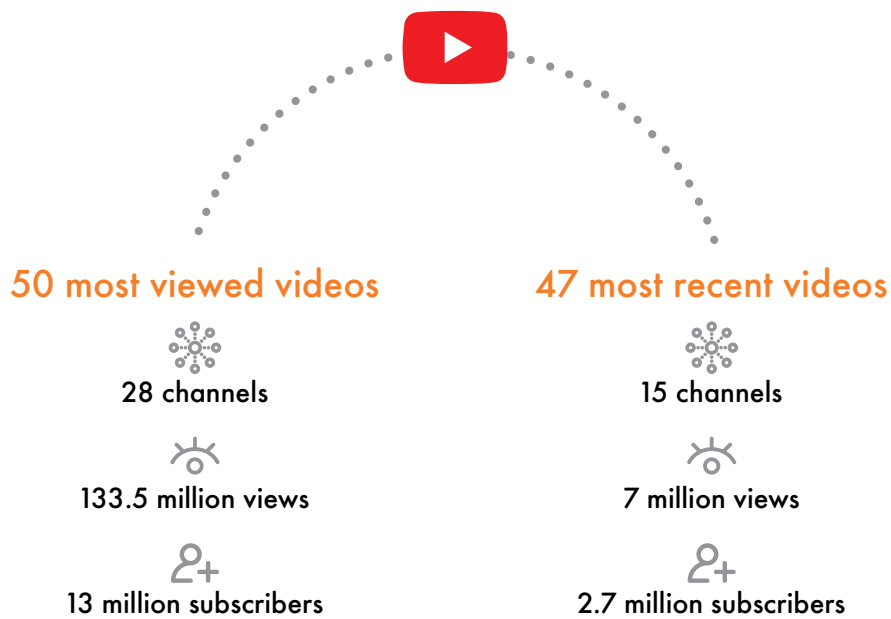 50 most viewed videos
28 channels
133.5 million views
13 million subscribers
47 most recent videos
15 channels
7 million views
2.7 million subscribers